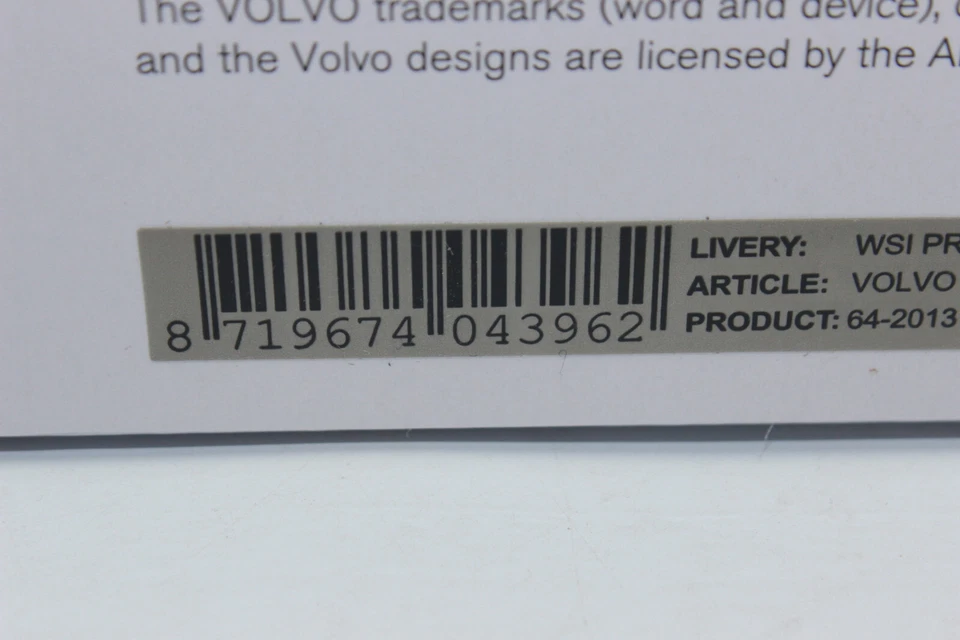 The VOLVO trademarks (word and device),
and the Volvo designs are licensed by the
LIVERY: WSI
ARTICLE: VOLVO
PRODUCT: 64-2013
8 719674 043962